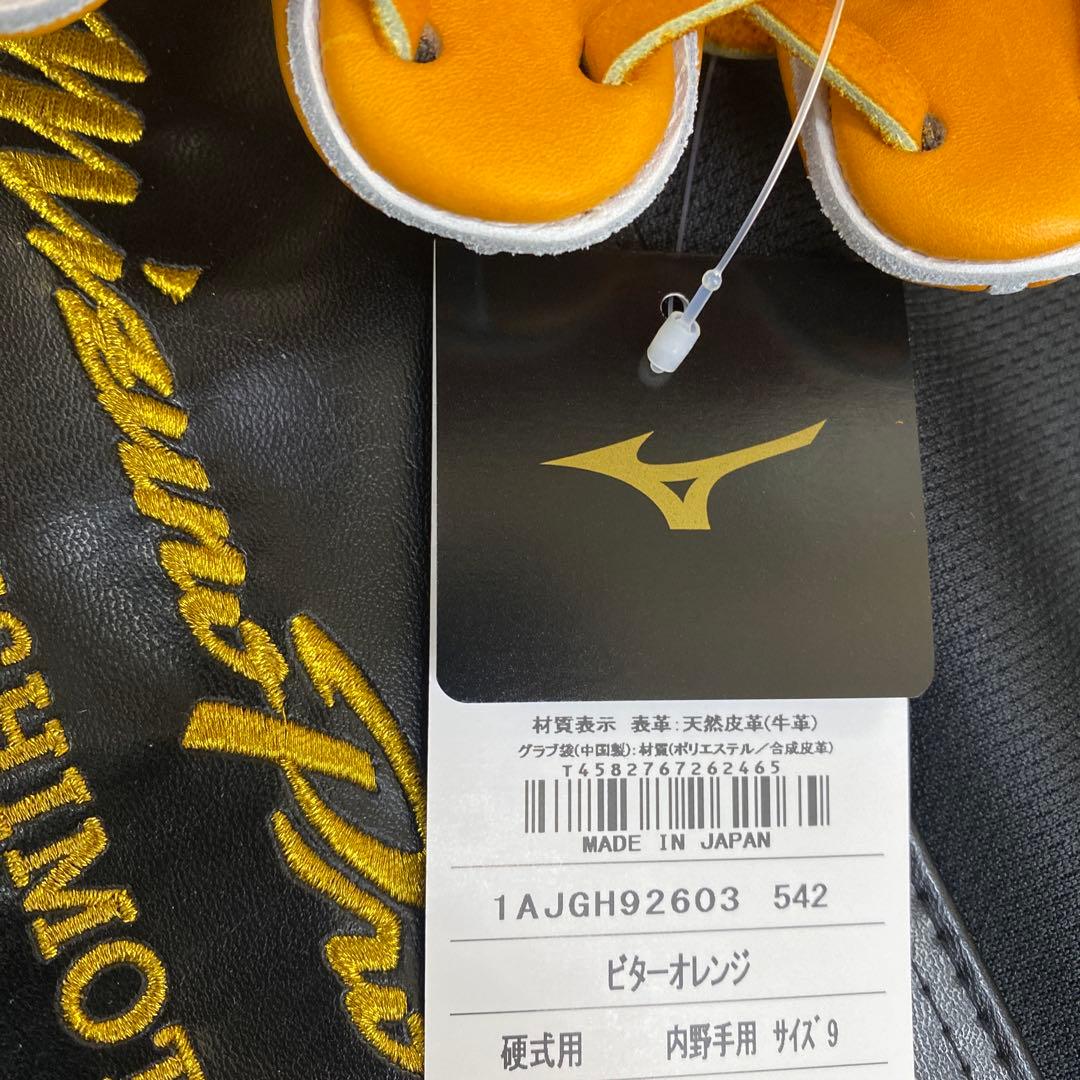 Mizuno Pro
材質表示 表革:天然皮革(牛革)
グラブ袋(中国製):材質(ポリエステル/合成皮革)
T4582767262465
MADE IN JAPAN
1AJGH92603 542
ビターオレンジ
硬式用 内野手用 サイズ9